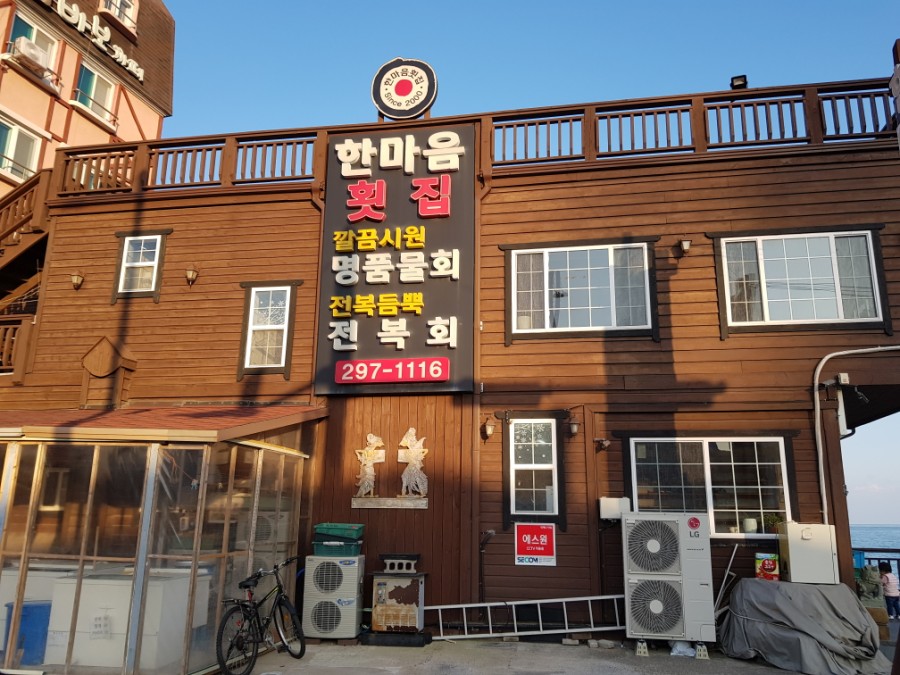 한마음횟집
Since 2000
한마음
횟집
깔끔시원
명품물회
전복듬뿍
전복회
297-1116
에스원
SECOM
LG